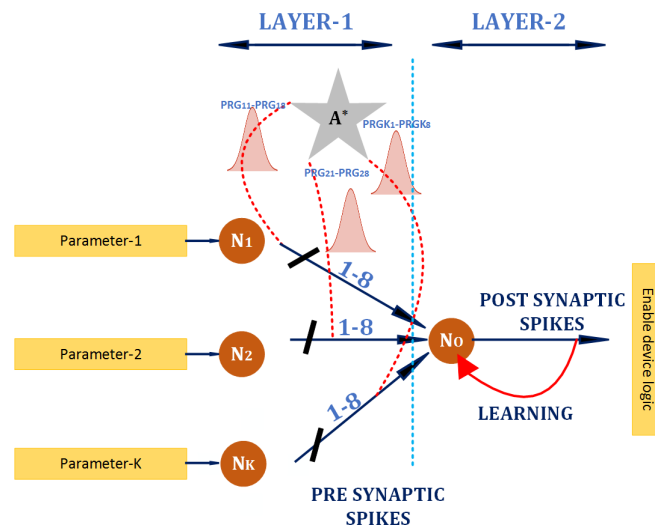 LAYER-1
LAYER-2
PRG11-PRG18
A*
PRGK1-PRGK8
PRG21-PRG28
Parameter-1
N1
1-8
Parameter-2
N2
1-8
NO
POST SYNAPTIC
SPIKES
Enable device
logic
LEARNING
1-8
Parameter-K
NK
PRE SYNAPTIC
SPIKES